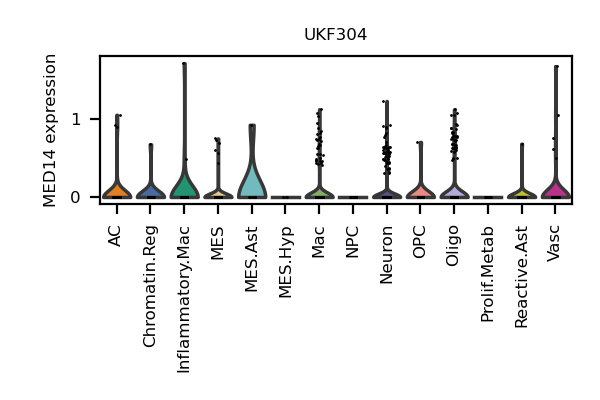 UKF304
MED14 expression
1
0
AC
Chromatin.Reg
Inflammatory.Mac
MES
MES.Ast
MES.Hyp
Mac
NPC
Neuron
OPC
Oligo
Prolif.Metab
Reactive.Ast
Vasc